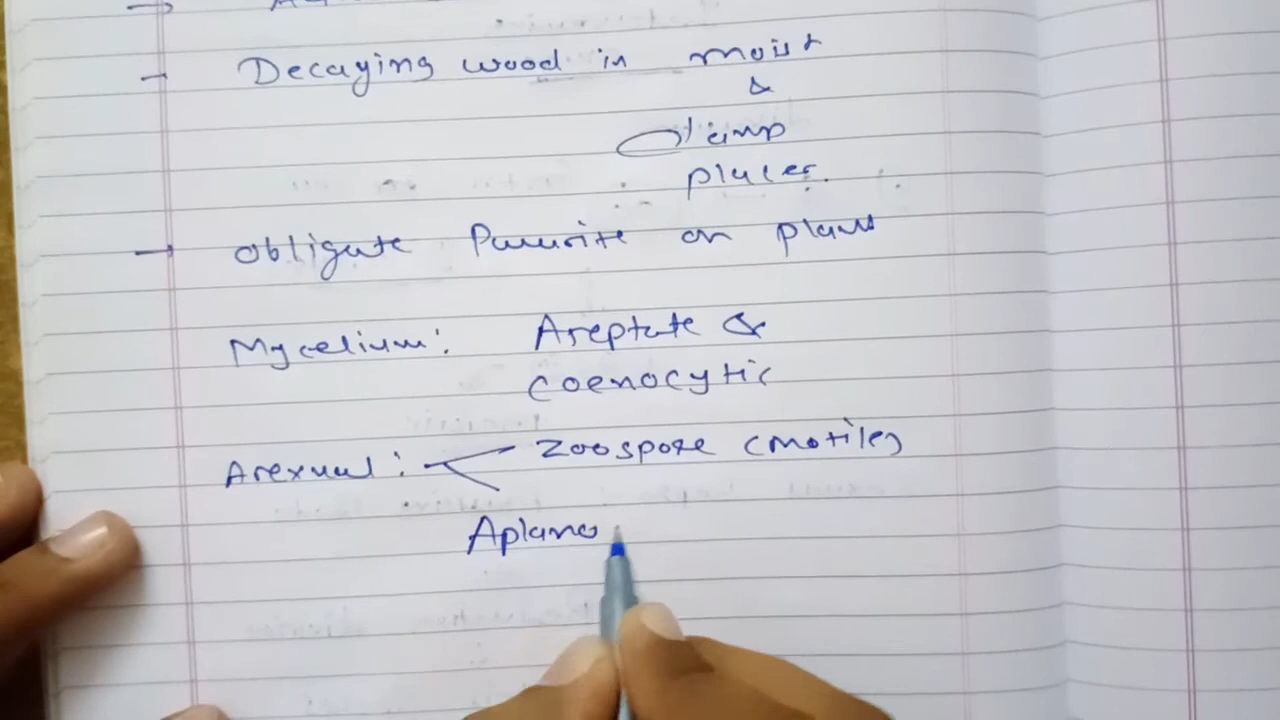 - Decaying wood in moist
&
damp
places.
→ Obligate Parasite on plants
Mycelium: Aseptate &
coenocytic
Asexual: Zoospore (motile)
Aplano